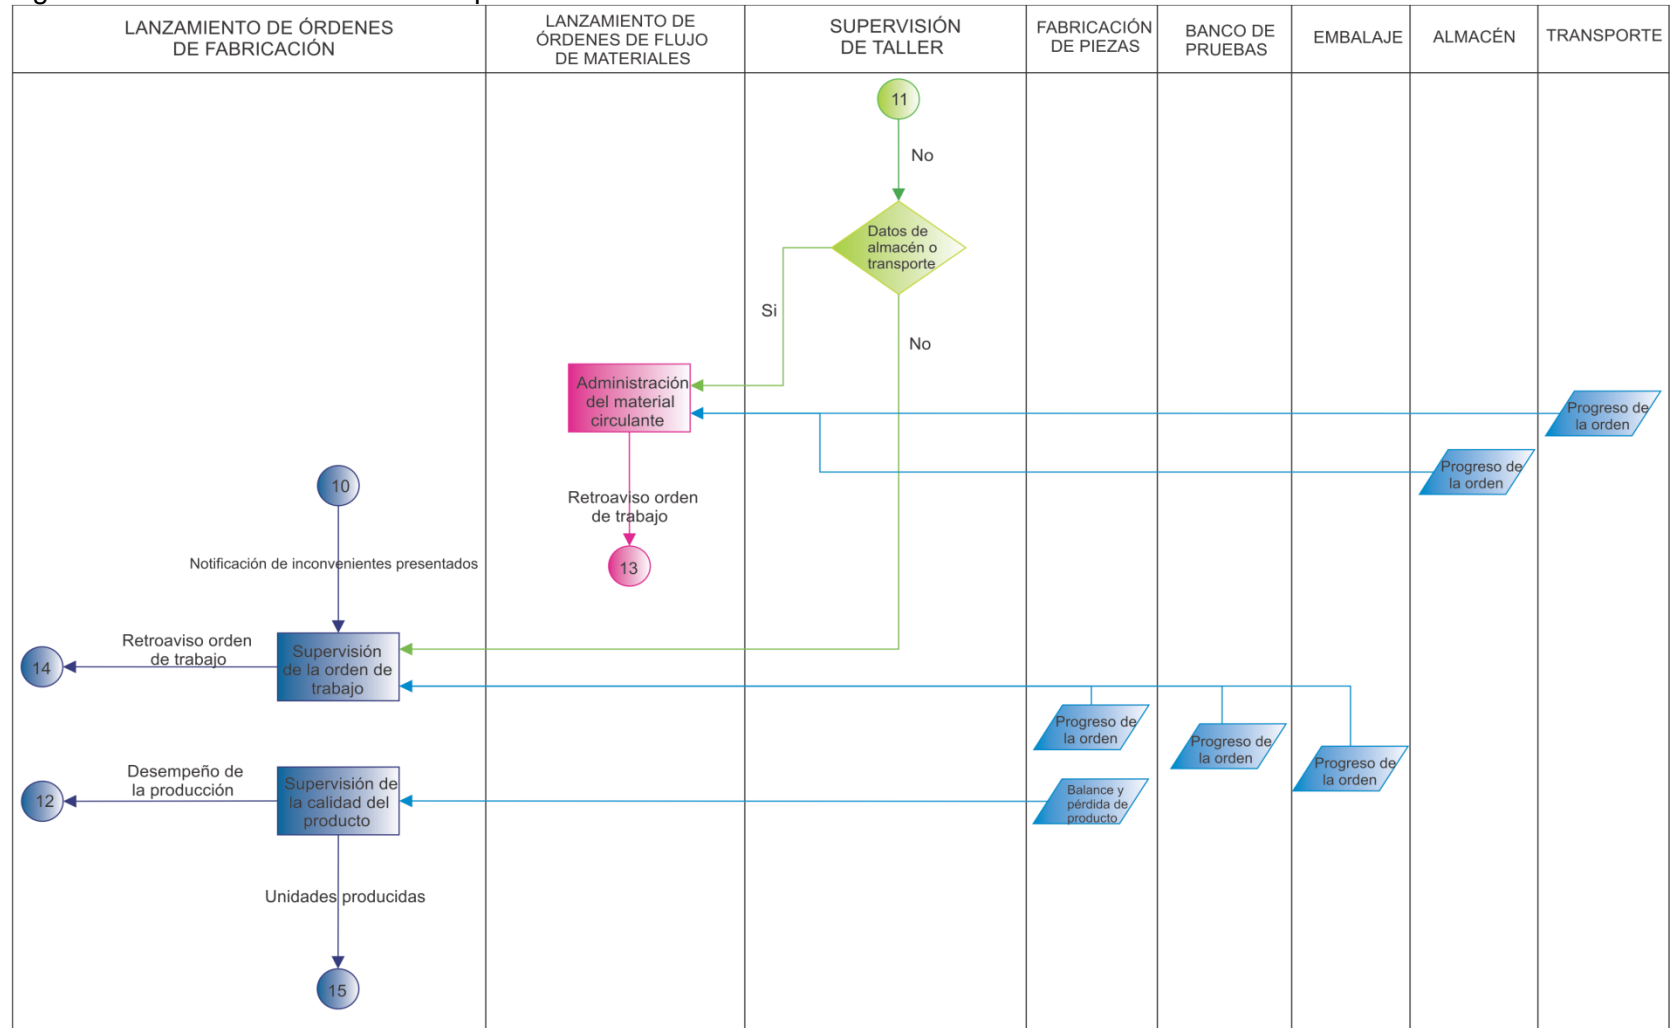 LANZAMIENTO DE ÓRDENES
DE FABRICACIÓN
LANZAMIENTO DE
ÓRDENES DE FLUJO
DE MATERIALES
SUPERVISIÓN
DE TALLER
FABRICACIÓN
DE PIEZAS
BANCO DE
PRUEBAS
EMBALAJE
ALMACÉN
TRANSPORTE
11
No
Datos de
almacén o
transporte
Si
No
Administración
del material
circulante
Progreso de
la orden
Progreso de
la orden
10
Retroaviso orden
de trabajo
Notificación de inconvenientes presentados
13
Retroaviso orden
de trabajo
14
Supervisión
de la orden de
trabajo
Progreso de
la orden
Progreso de
la orden
Progreso de
la orden
Desempeño de
la producción
12
Supervisión de
la calidad del
producto
Balance y
pérdida de
producto
Unidades producidas
15